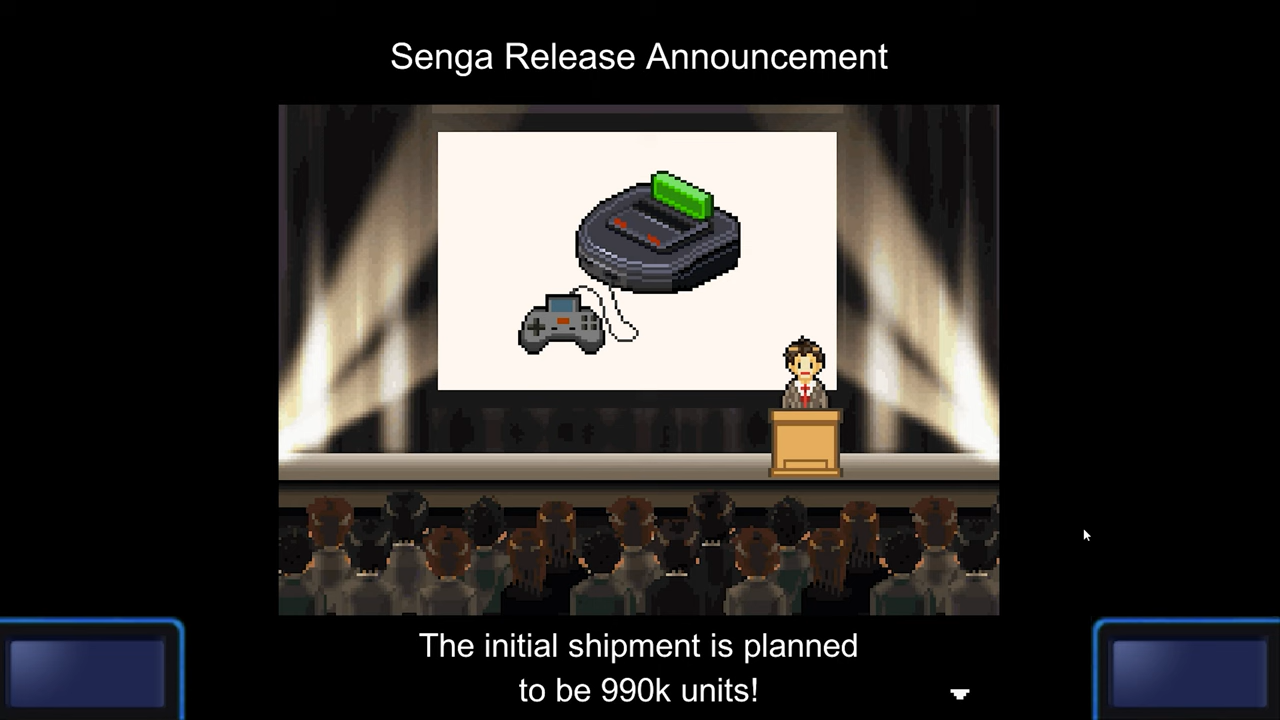 Senga Release Announcement
The initial shipment is planned
to be 990k units!